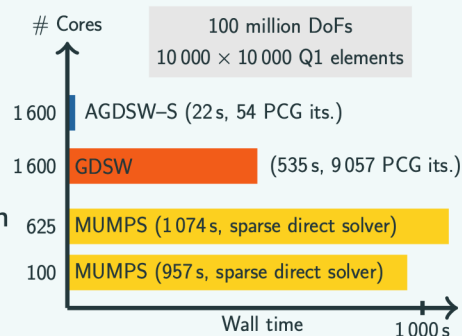 # Cores
100 million DoFs
10 000 × 10 000 Q1 elements
1 600 AGDSW–S (22 s, 54 PCG its.)
1 600 GDSW (535 s, 9 057 PCG its.)
n 625 MUMPS (1 074 s, sparse direct solver)
100 MUMPS (957 s, sparse direct solver)
Wall time
1 000 s